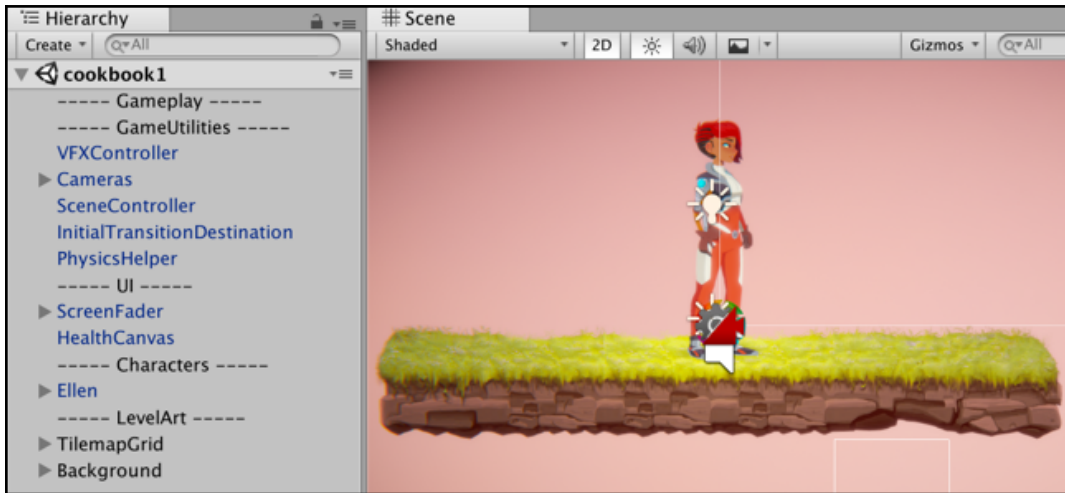 Hierarchy
Create All
cookbook1
----- Gameplay -----
----- GameUtilities -----
VFXController
Cameras
SceneController
InitialTransitionDestination
PhysicsHelper
----- UI -----
ScreenFader
HealthCanvas
----- Characters -----
Ellen
----- LevelArt -----
TilemapGrid
Background
Scene
Shaded 2D Gizmos All